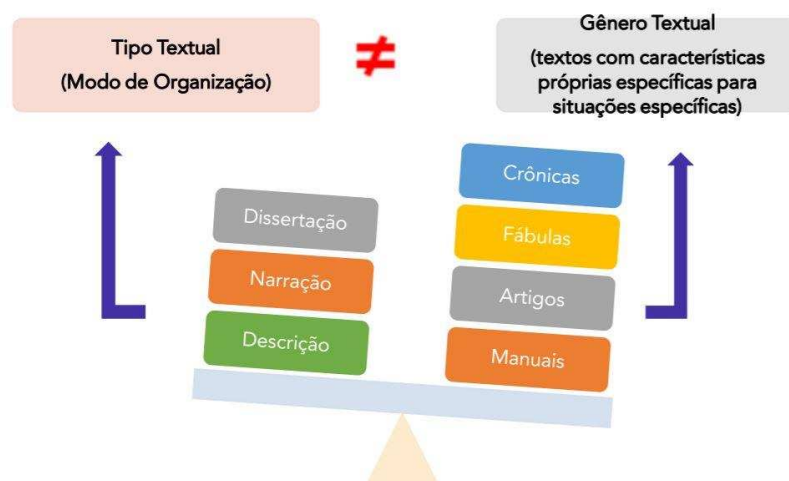 Tipo Textual
(Modo de Organização)
≠
Gênero Textual
(textos com características
próprias específicas para
situações específicas)
Dissertação
Narração
Descrição
Crônicas
Fábulas
Artigos
Manuais